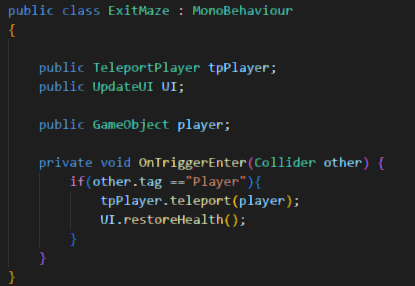 public class ExitMaze : MonoBehaviour
{
public TeleportPlayer tpPlayer;
public UpdateUI UI;
public GameObject player;
private void OnTriggerEnter(Collider other) {
if(other.tag =="Player"){
tpPlayer.teleport(player);
UI.restoreHealth();
}
}
}